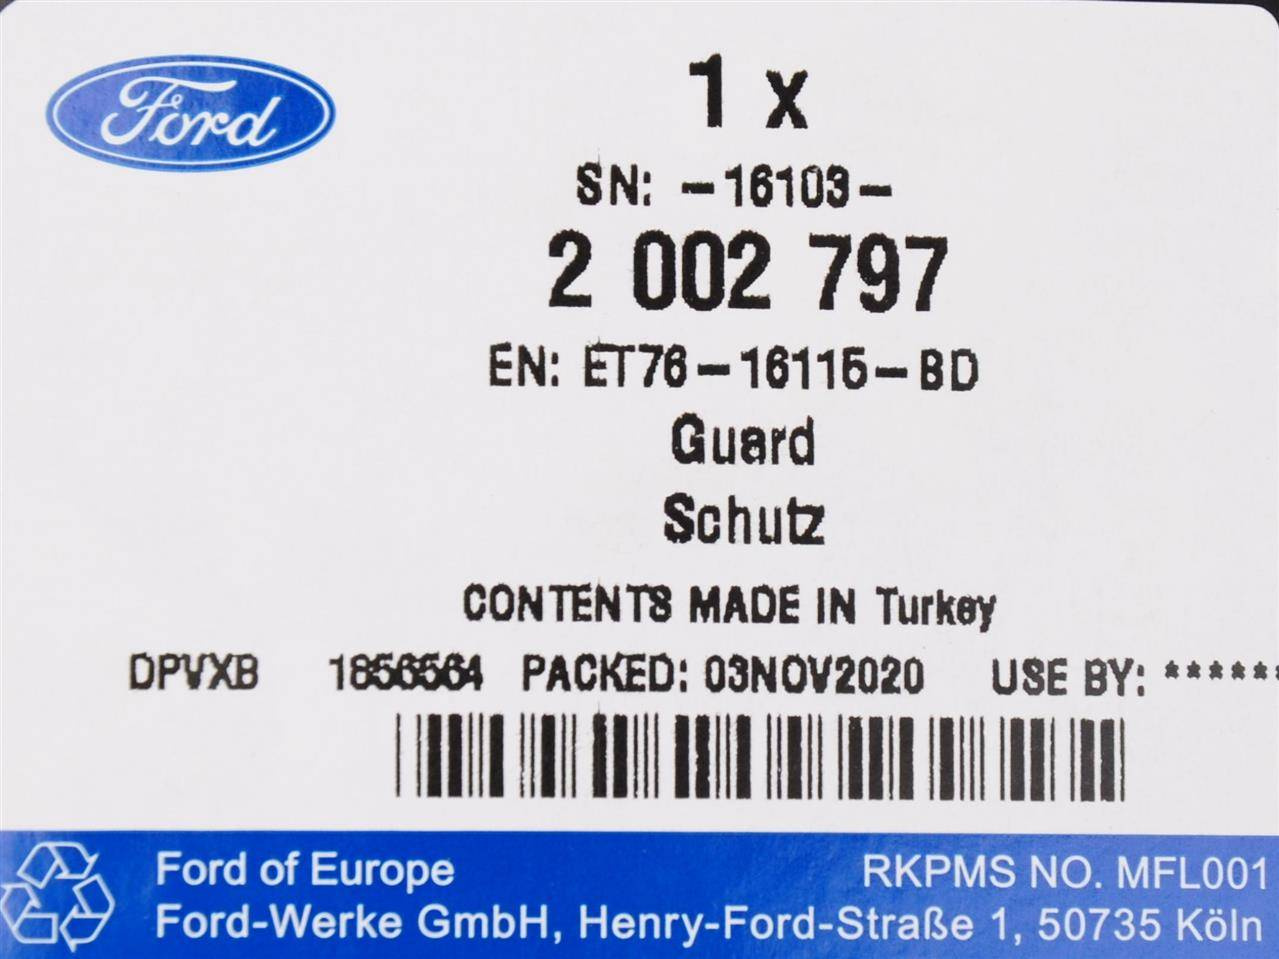 Ford
1 x
SN: -16103-
2 002 797
EN: ET76-16115-BD
Guard
Schutz
CONTENTS MADE IN Turkey
DPVXB 1856564 PACKED: 03NOV2020 USE BY: ******
Ford of Europe RKPMS NO. MFL001
Ford-Werke GmbH, Henry-Ford-Straße 1, 50735 Köln